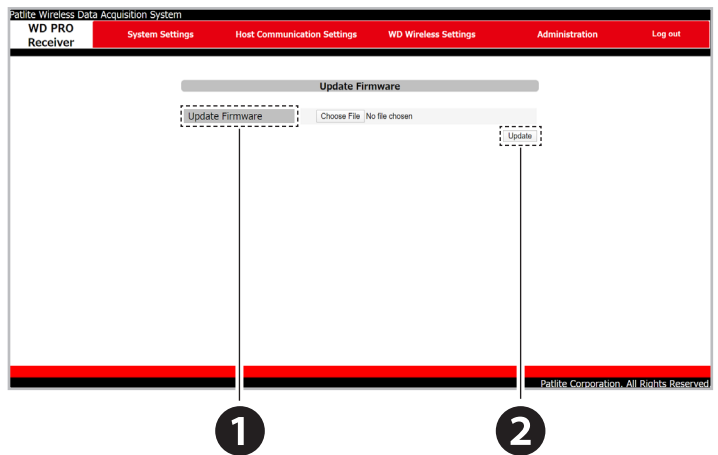 Patlite Wireless Data Acquisition System
WD PRO Receiver
System Settings
Host Communication Settings
WD Wireless Settings
Administration
Log out
Update Firmware
Update Firmware
Choose File No file chosen
Update
Patlite Corporation. All Rights Reserved.
1
2